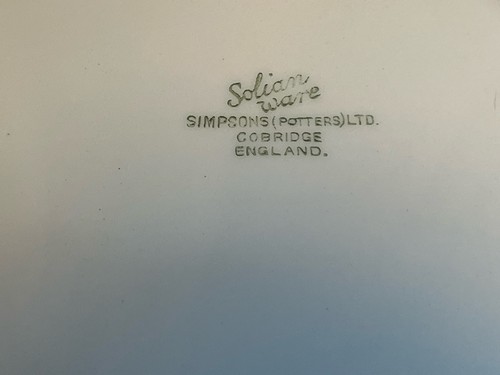 Solian
ware
SIMPSONS (POTTERS) LTD.
COBRIDGE
ENGLAND.